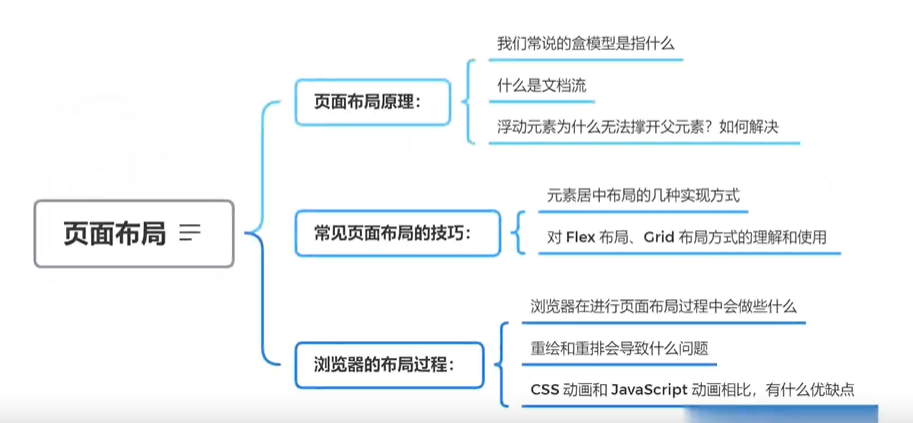 页面布局
页面布局原理：
我们常说的盒模型是指什么
什么是文档流
浮动元素为什么无法撑开父元素？如何解决
常见页面布局的技巧：
元素居中布局的几种实现方式
对 Flex 布局、Grid 布局方式的理解和使用
浏览器的布局过程：
浏览器在进行页面布局过程中会做些什么
重绘和重排会导致什么问题
CSS 动画和 JavaScript 动画相比，有什么优缺点